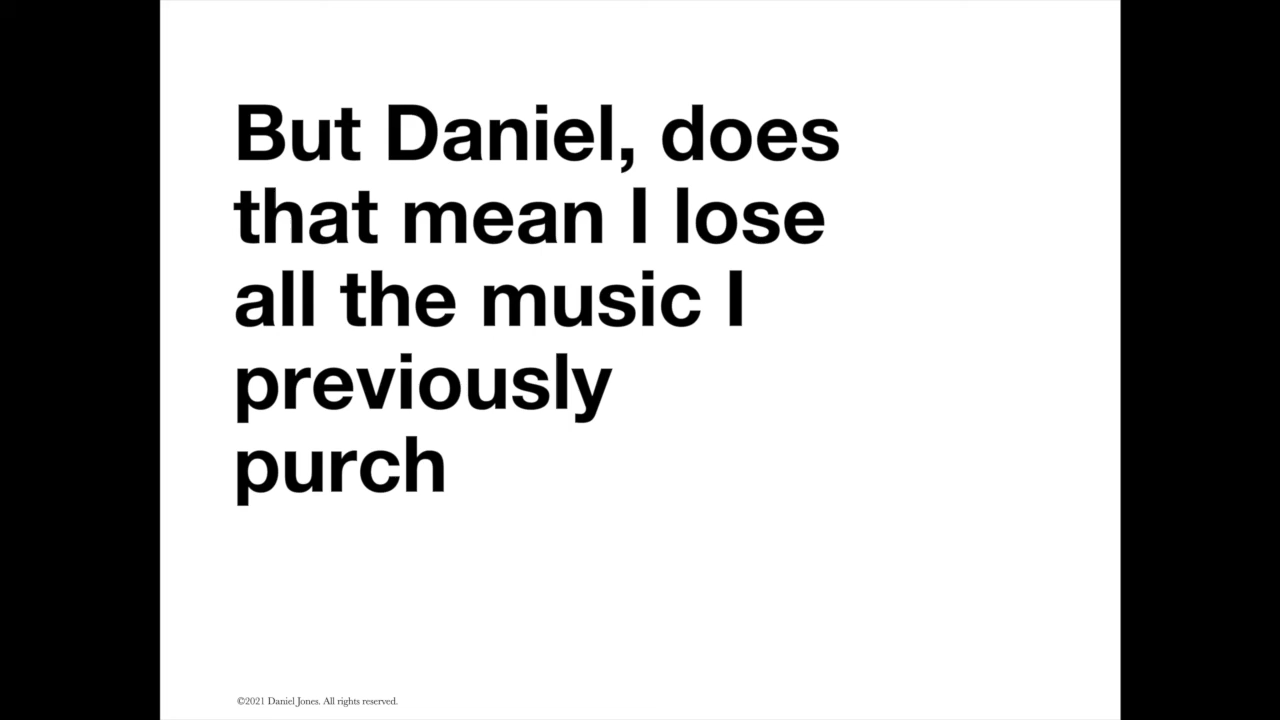 But Daniel, does
that mean I lose
all the music I
previously
purch
©2021 Daniel Jones. All rights reserved.